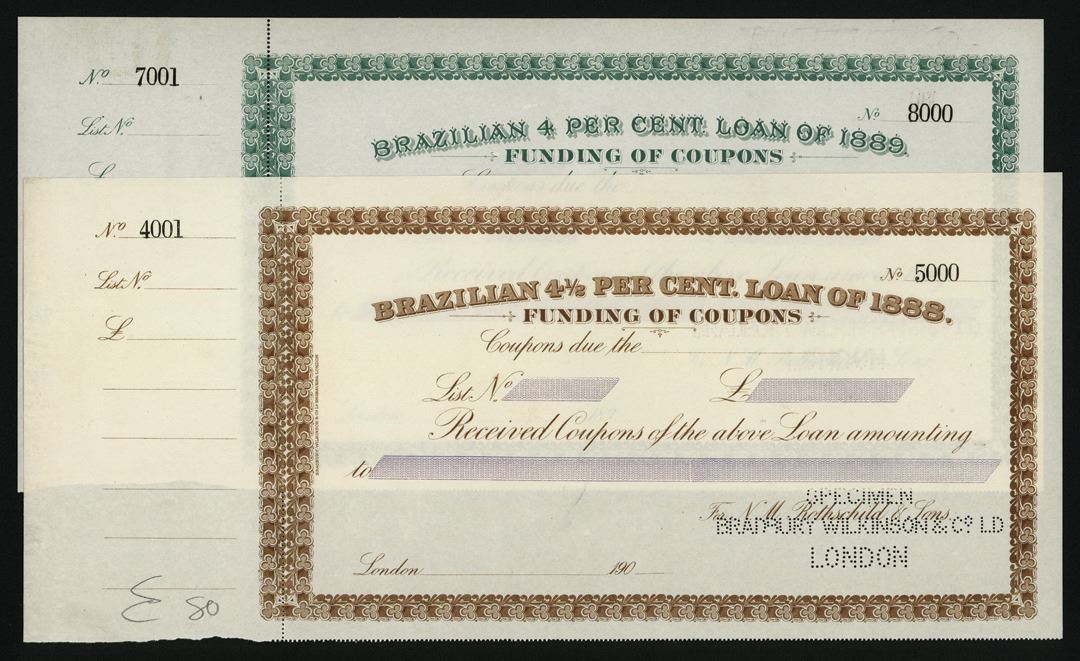 No 7001
List No
£
No 8000
BRAZILIAN 4 PER CENT. LOAN OF 1889.
FUNDING OF COUPONS
Coupons due the
No 4001
List No
£
No 5000
BRAZILIAN 4½ PER CENT. LOAN OF 1888.
FUNDING OF COUPONS
Coupons due the
List No £
Received Coupons of the above Loan amounting
to
SPECIMEN
For N.M. Rothschild & Sons
BRADBURY WILKINSON & Co LD
LONDON
London 190
80